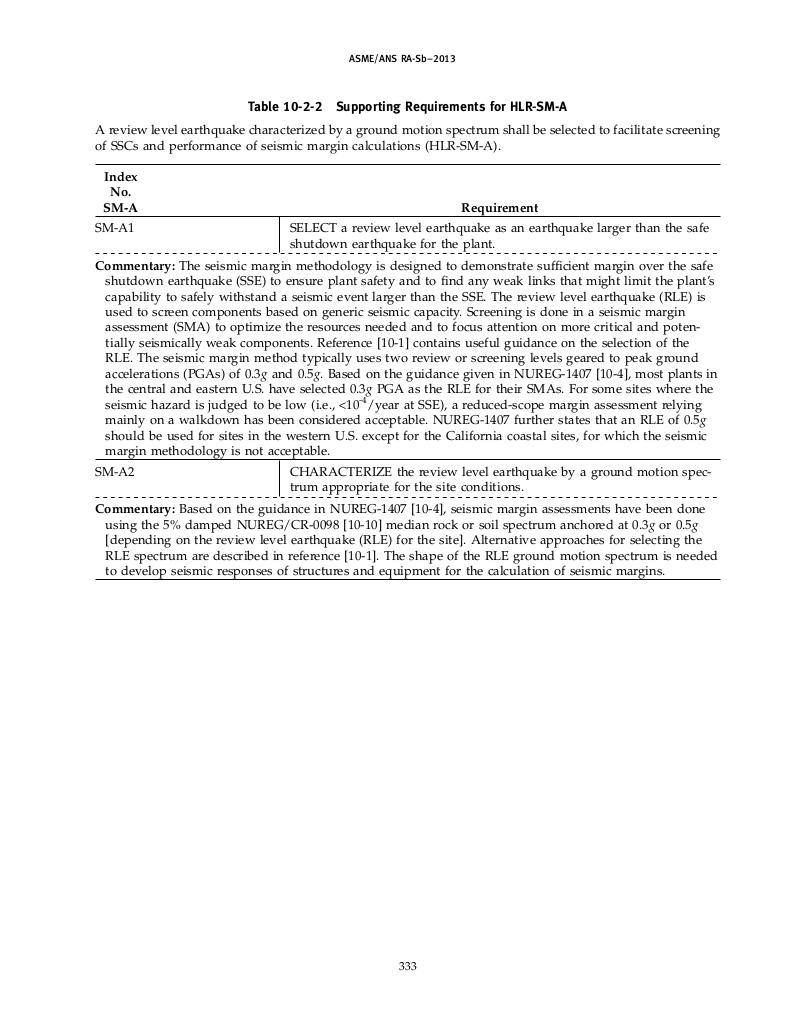 ASME/ANS RA-Sb–2013
Table 10-2-2 Supporting Requirements for HLR-SM-A
A review level earthquake characterized by a ground motion spectrum shall be selected to facilitate screening
of SSCs and performance of seismic margin calculations (HLR-SM-A).
Index
No.
SM-A Requirement
SM-A1 SELECT a review level earthquake as an earthquake larger than the safe
shutdown earthquake for the plant.
Commentary: The seismic margin methodology is designed to demonstrate sufficient margin over the safe
shutdown earthquake (SSE) to ensure plant safety and to find any weak links that might limit the plant's
capability to safely withstand a seismic event larger than the SSE. The review level earthquake (RLE) is
used to screen components based on generic seismic capacity. Screening is done in a seismic margin
assessment (SMA) to optimize the resources needed and to focus attention on more critical and poten-
tially seismically weak components. Reference [10-1] contains useful guidance on the selection of the
RLE. The seismic margin method typically uses two review or screening levels geared to peak ground
accelerations (PGAs) of 0.3g and 0.5g. Based on the guidance given in NUREG-1407 [10-4], most plants in
the central and eastern U.S. have selected 0.3g PGA as the RLE for their SMAs. For some sites where the
seismic hazard is judged to be low (i.e., <10⁻⁴/year at SSE), a reduced-scope margin assessment relying
mainly on a walkdown has been considered acceptable. NUREG-1407 further states that an RLE of 0.5g
should be used for sites in the western U.S. except for the California coastal sites, for which the seismic
margin methodology is not acceptable.
SM-A2 CHARACTERIZE the review level earthquake by a ground motion spec-
trum appropriate for the site conditions.
Commentary: Based on the guidance in NUREG-1407 [10-4], seismic margin assessments have been done
using the 5% damped NUREG/CR-0098 [10-10] median rock or soil spectrum anchored at 0.3g or 0.5g
[depending on the review level earthquake (RLE) for the site]. Alternative approaches for selecting the
RLE spectrum are described in reference [10-1]. The shape of the RLE ground motion spectrum is needed
to develop seismic responses of structures and equipment for the calculation of seismic margins.
333